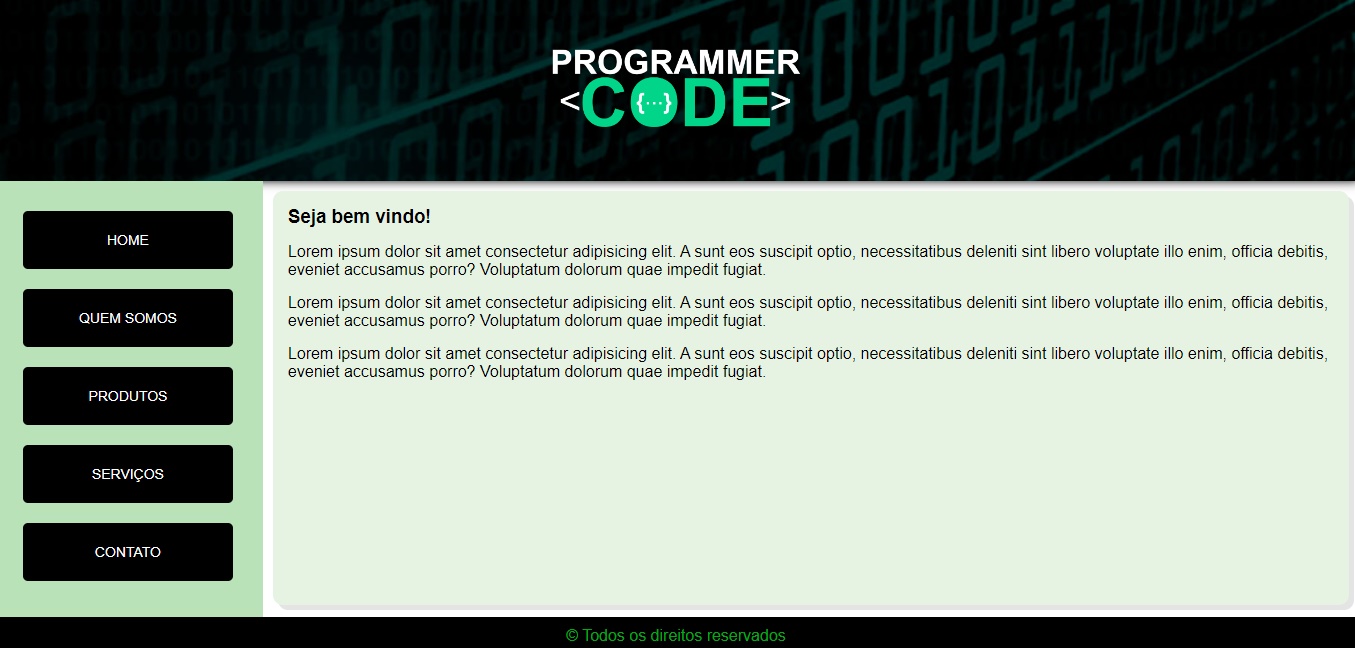 PROGRAMMER
<C{···}DE>
HOME
QUEM SOMOS
PRODUTOS
SERVIÇOS
CONTATO
Seja bem vindo!
Lorem ipsum dolor sit amet consectetur adipisicing elit. A sunt eos suscipit optio, necessitatibus deleniti sint libero voluptate illo enim, officia debitis,
eveniet accusamus porro? Voluptatum dolorum quae impedit fugiat.
Lorem ipsum dolor sit amet consectetur adipisicing elit. A sunt eos suscipit optio, necessitatibus deleniti sint libero voluptate illo enim, officia debitis,
eveniet accusamus porro? Voluptatum dolorum quae impedit fugiat.
Lorem ipsum dolor sit amet consectetur adipisicing elit. A sunt eos suscipit optio, necessitatibus deleniti sint libero voluptate illo enim, officia debitis,
eveniet accusamus porro? Voluptatum dolorum quae impedit fugiat.
© Todos os direitos reservados